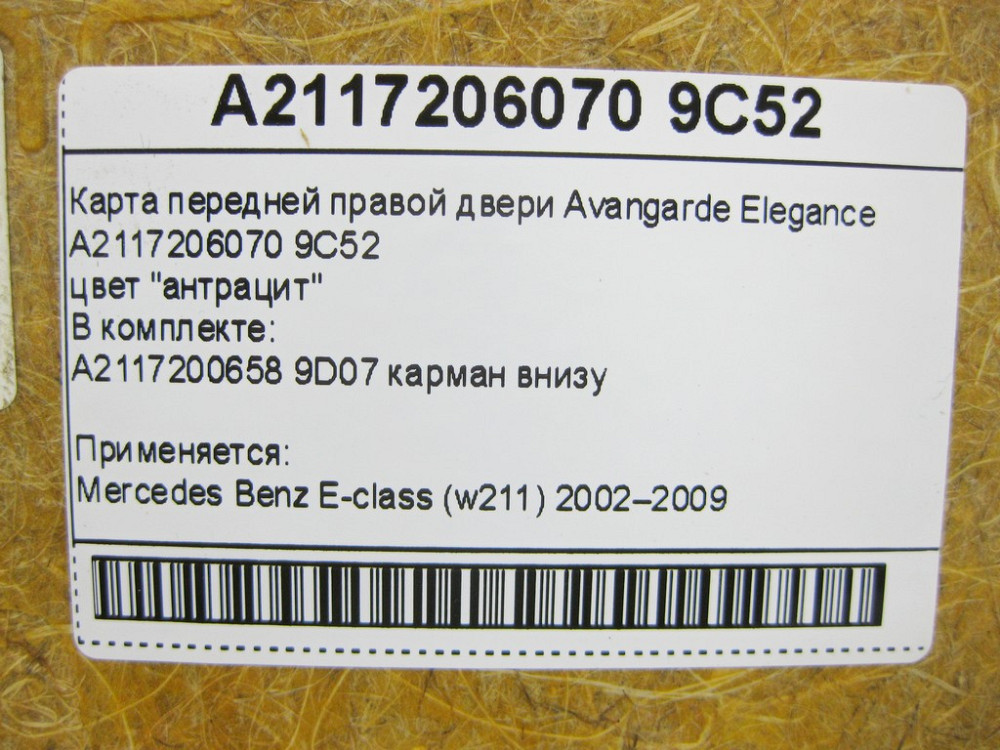 A2117206070 9C52
Карта передней правой двери Avangarde Elegance
A2117206070 9C52
цвет "антрацит"
В комплекте:
A2117200658 9D07 карман внизу
Применяется:
Mercedes Benz E-class (w211) 2002–2009